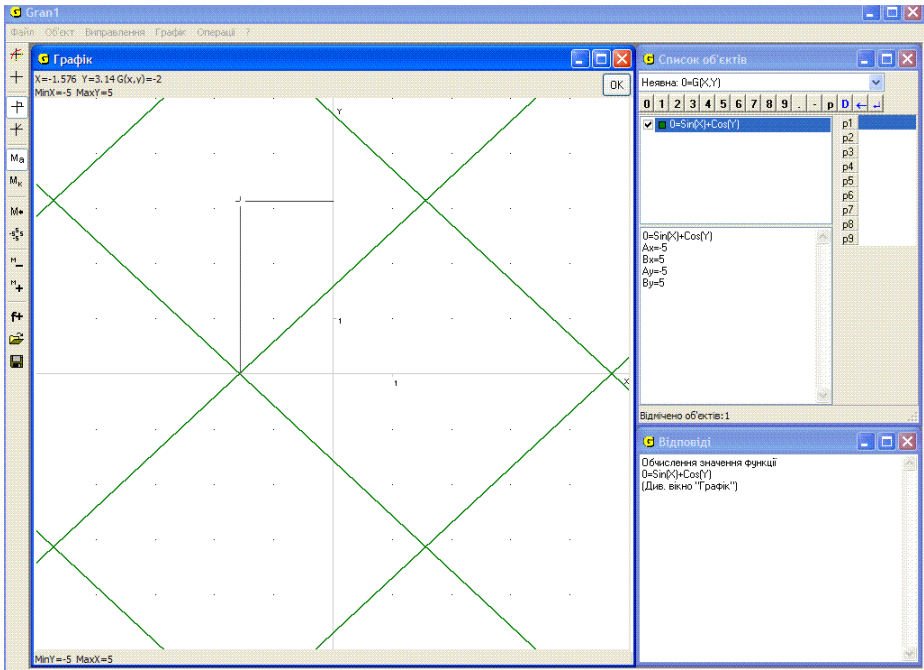 Gran1
Файл Об'єкт Виправлення Графік Операції ?
Графік
X=-1.576 Y=3.14 G(x,y)=-2
MinX=-5 MaxY=5
OK
Y
1
1
X
MinY=-5 MaxX=5
Ma
Mк
M
S
M
M
f+
Список об'єктів
Неявна: 0=G(X,Y)
0 1 2 3 4 5 6 7 8 9 . - p D ← ↵
0=Sin(X)+Cos(Y)
p1
p2
p3
p4
p5
p6
p7
p8
p9
0=Sin(X)+Cos(Y)
Ax=-5
Bx=5
Ay=-5
By=5
Відмічено об'єктів:1
Відповіді
Обчислення значення функції
0=Sin(X)+Cos(Y)
(Див. вікно "Графік")